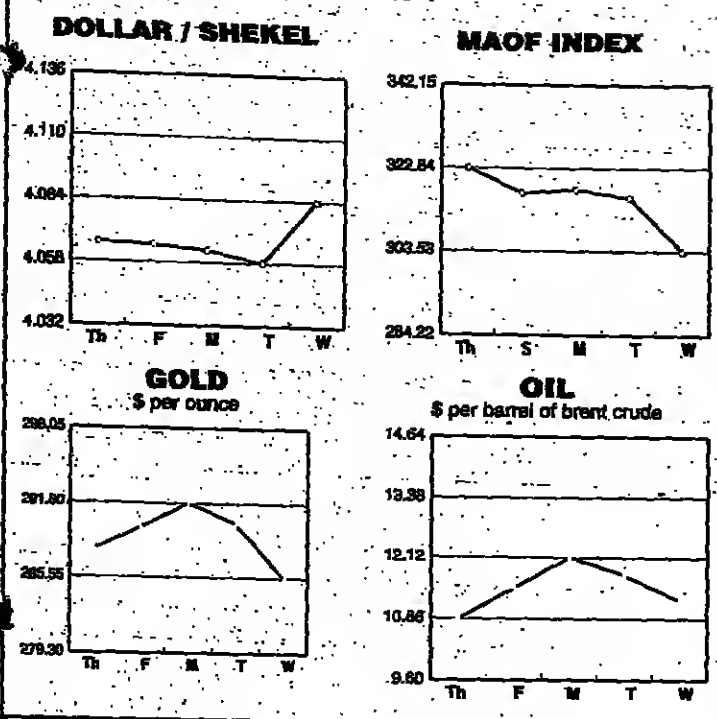 DOLLAR / SHEKEL
4.136
4.110
4.084
4.058
4.032
Th F M T W
MAOF INDEX
342.15
322.84
303.53
284.22
Th S M T W
GOLD
$ per ounce
298.05
291.80
285.55
279.30
Th F M T W
OIL
$ per barrel of brent crude
14.64
13.38
12.12
10.86
9.60
Th F M T W